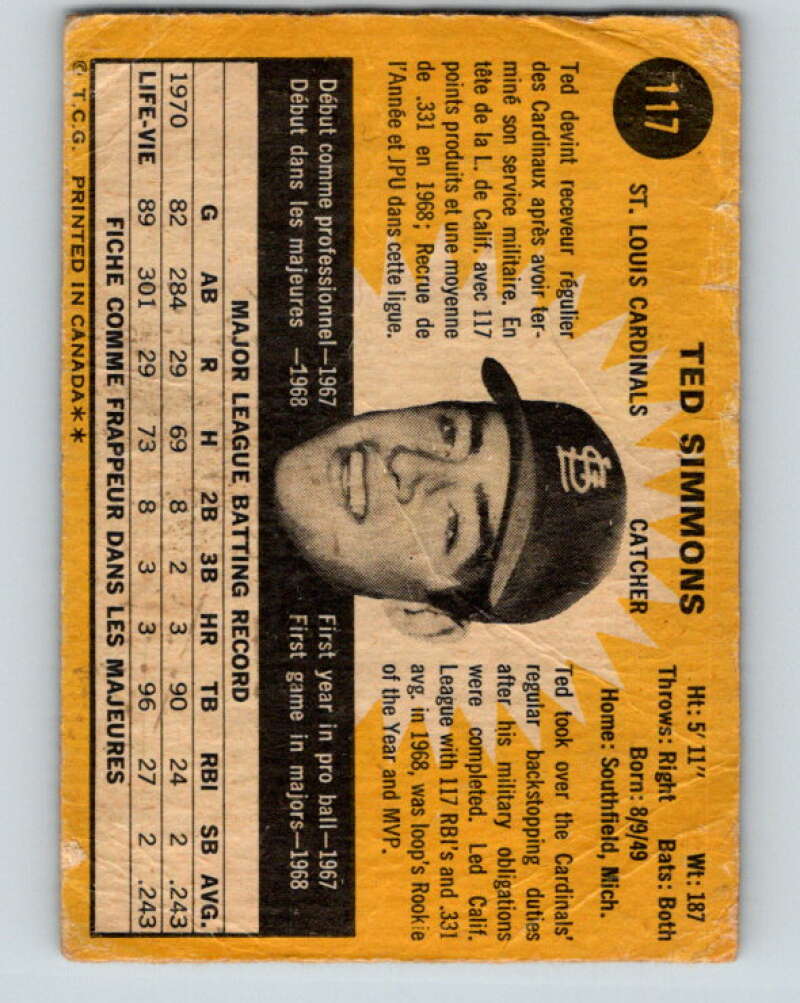 117
TED SIMMONS
ST. LOUIS CARDINALS CATCHER
Ht: 5' 11" Wt: 187
Throws: Right Bats: Both
Born: 8/9/49
Home: Southfield, Mich.
Ted devint receveur régulier
des Cardinaux après avoir ter-
miné son service militaire. En
tête de la L. de Calif. avec 117
points produits et une moyenne
de .331 en 1968; Recrue de
l'Année et JPU dans cette ligue.
Ted took over the Cardinals'
regular backstopping duties
after his military obligations
were completed. Led Calif.
League with 117 RBI's and .331
avg. in 1968, was loop's Rookie
of the Year and MVP.
Début comme professionnel—1967
Début dans les majeures —1968
First year in pro ball—1967
First game in majors—1968
MAJOR LEAGUE BATTING RECORD
G AB R H 2B 3B HR TB RBI SB AVG.
1970 82 284 29 69 8 2 3 90 24 2 .243
LIFE-VIE 89 301 29 73 8 3 3 96 27 2 .243
FICHE COMME FRAPPEUR DANS LES MAJEURES
© T.C.G. PRINTED IN CANADA**